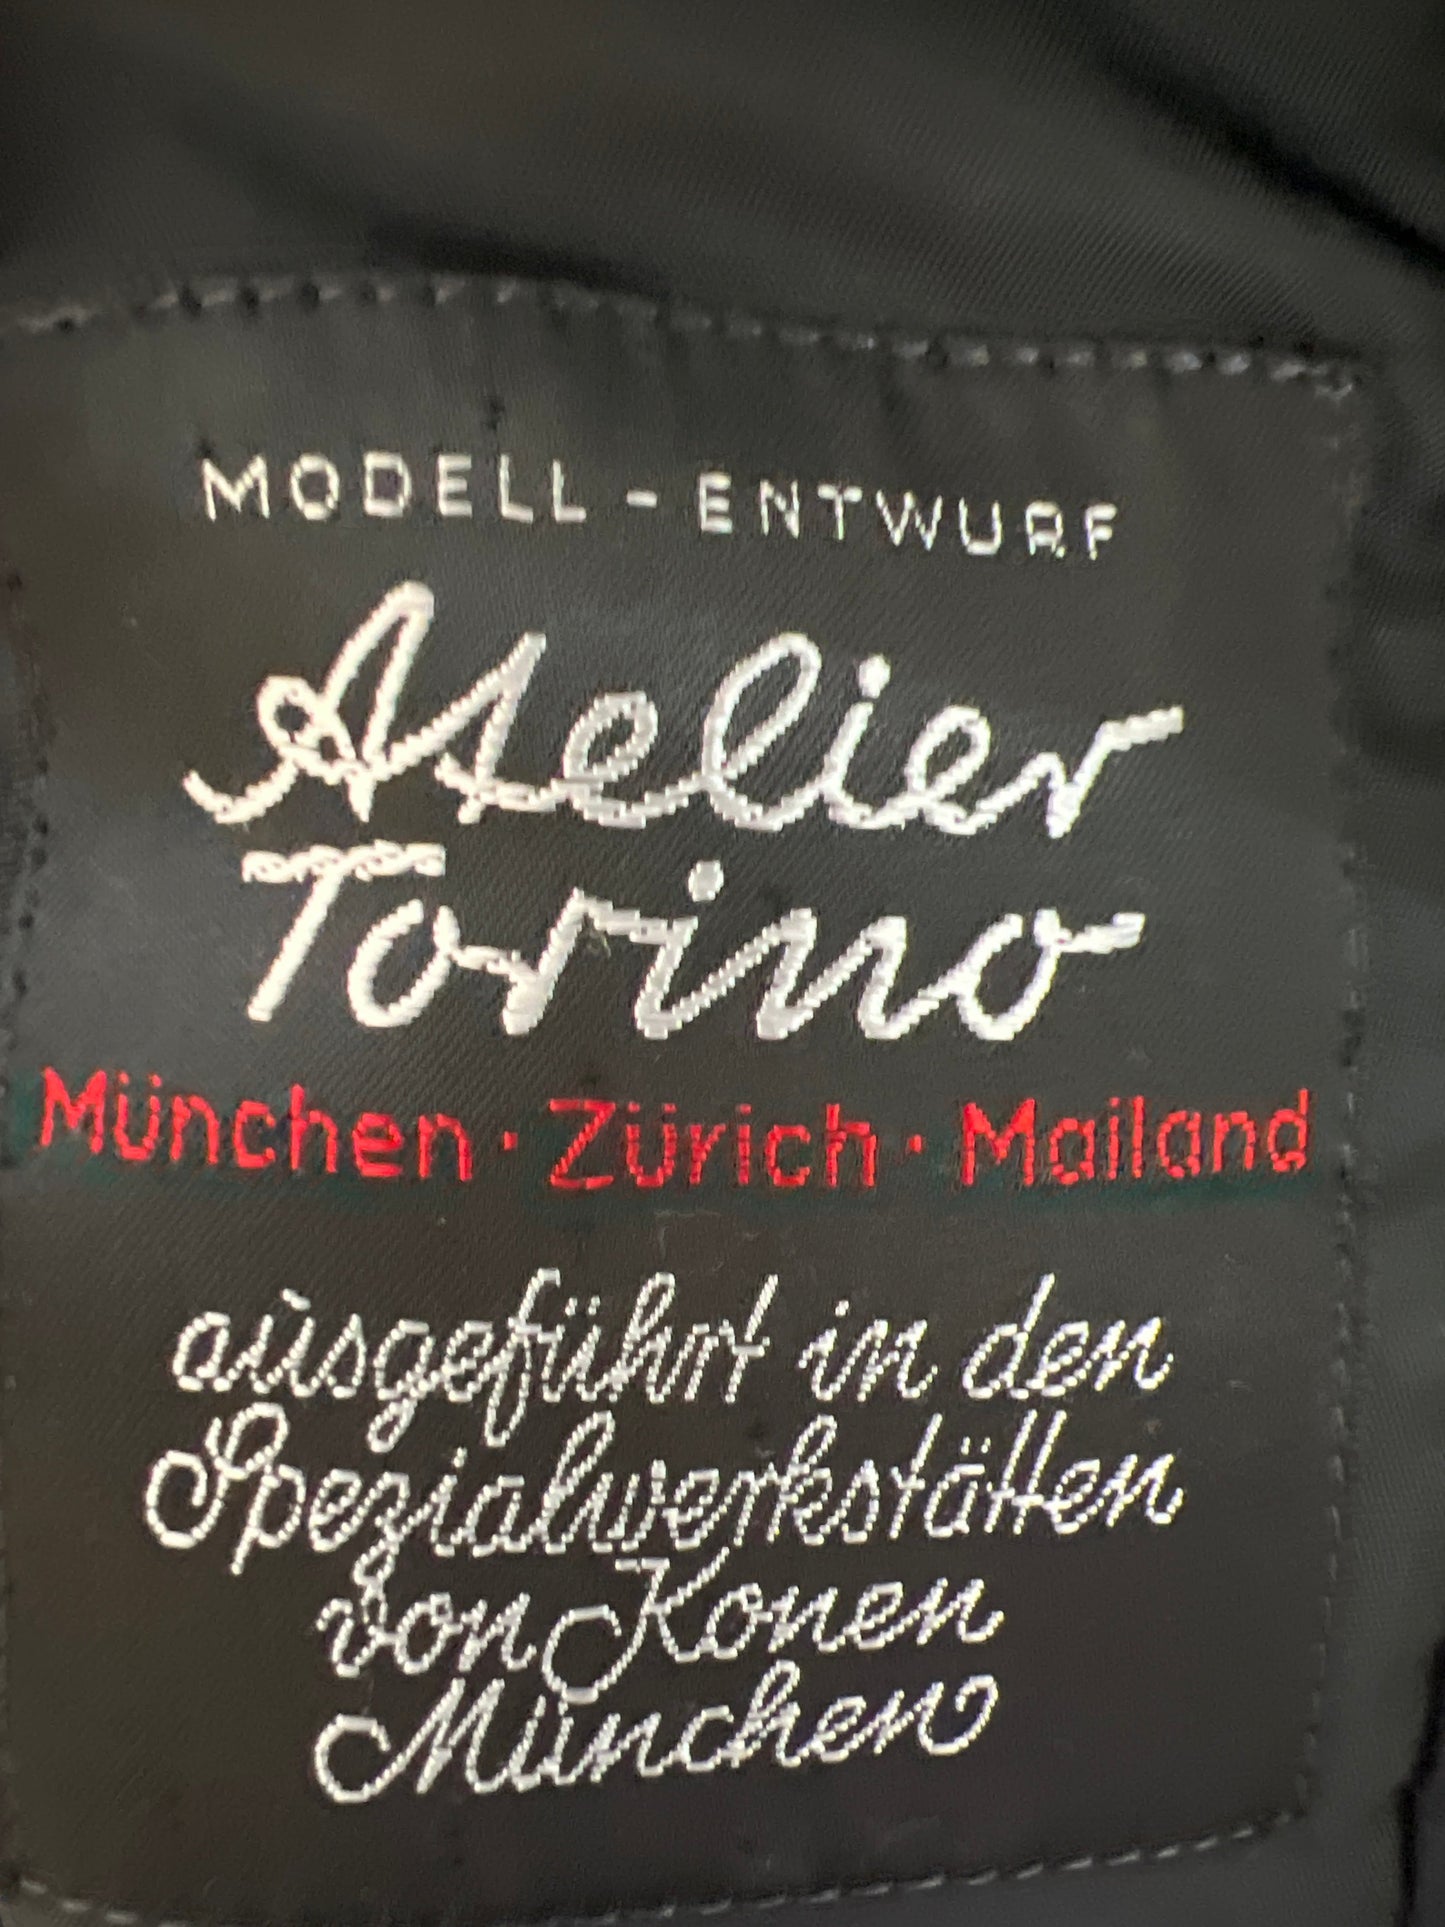 MODELL - ENTWURF
Atelier
Torino
München · Zürich · Mailand
ausgeführt in den
Spezialwerkstätten
von Konen
München